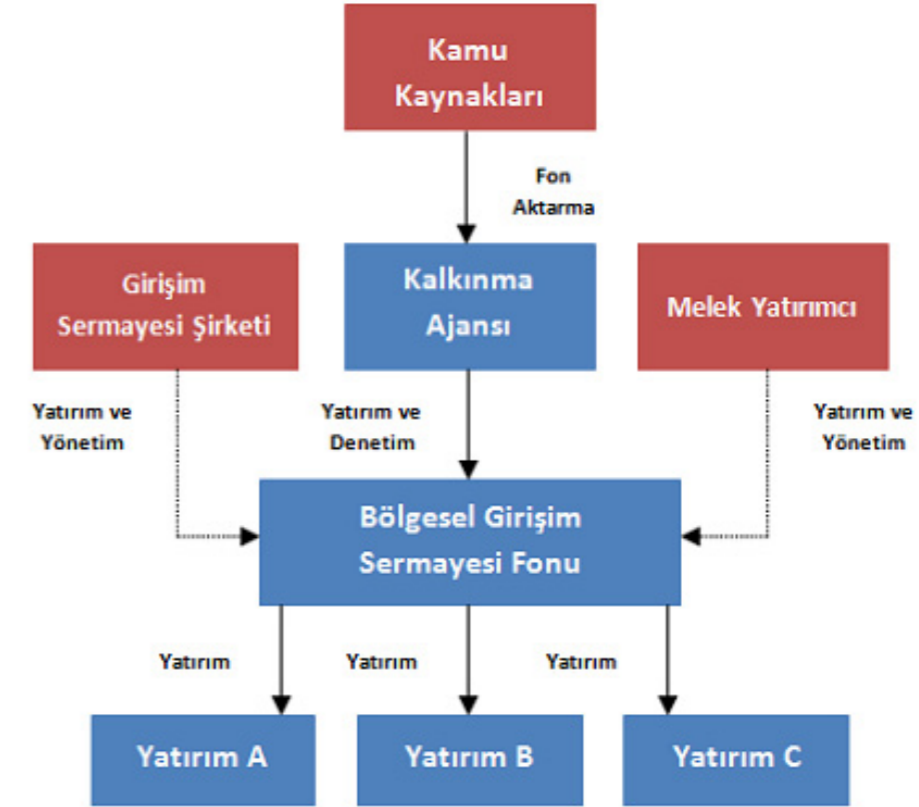 Kamu
Kaynakları
Fon
Aktarma
Girişim
Sermayesi Şirketi
Kalkınma
Ajansı
Melek Yatırımcı
Yatırım ve
Yönetim
Yatırım ve
Denetim
Yatırım ve
Yönetim
Bölgesel Girişim
Sermayesi Fonu
Yatırım
Yatırım
Yatırım
Yatırım A
Yatırım B
Yatırım C